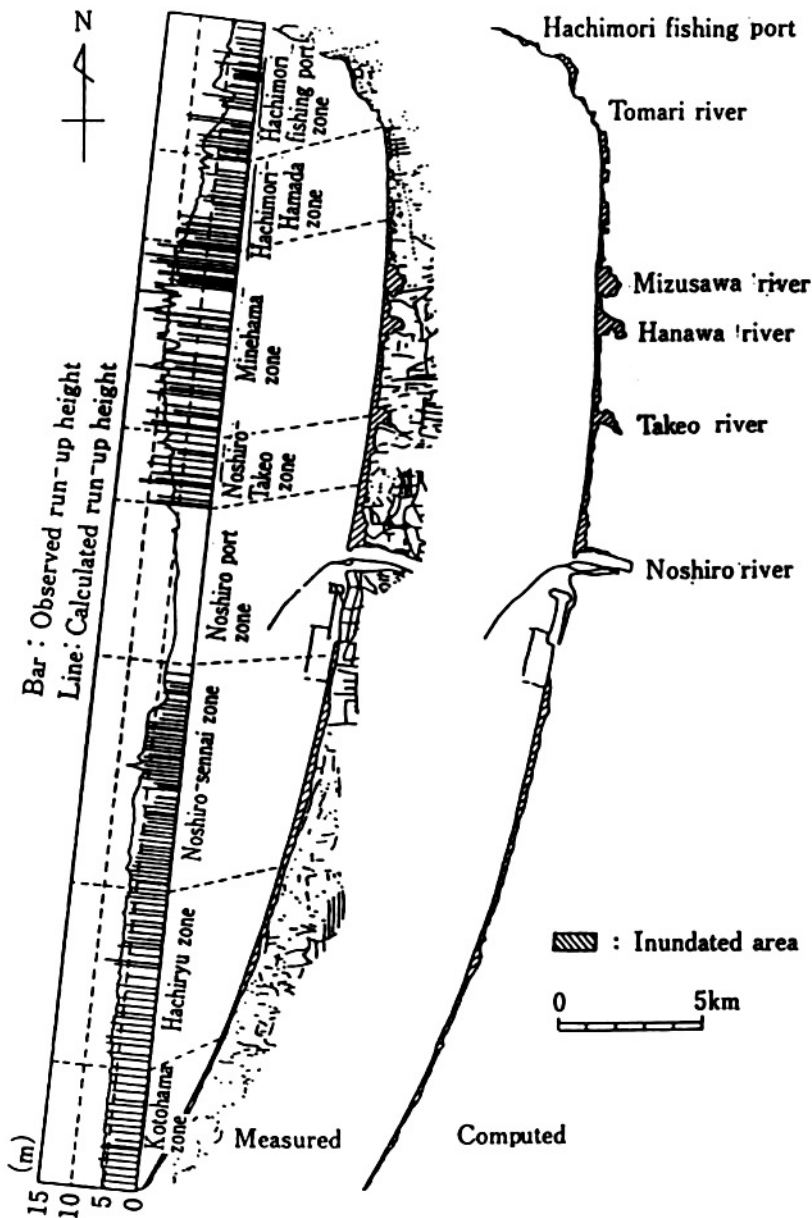 N
Bar : Observed run-up height
Line: Calculated run-up height
Hachimori
fishing port
zone
Hachimori
Hamada
zone
Minehama
zone
Noshiro
Takeo
zone
Noshiro port
zone
Noshiro-sennai zone
Hachiryu zone
Kotohama
zone
(m)
15
10
5
0
Measured
Computed
Hachimori fishing port
Tomari river
Mizusawa river
Hanawa river
Takeo river
Noshiro river
: Inundated area
0 5km